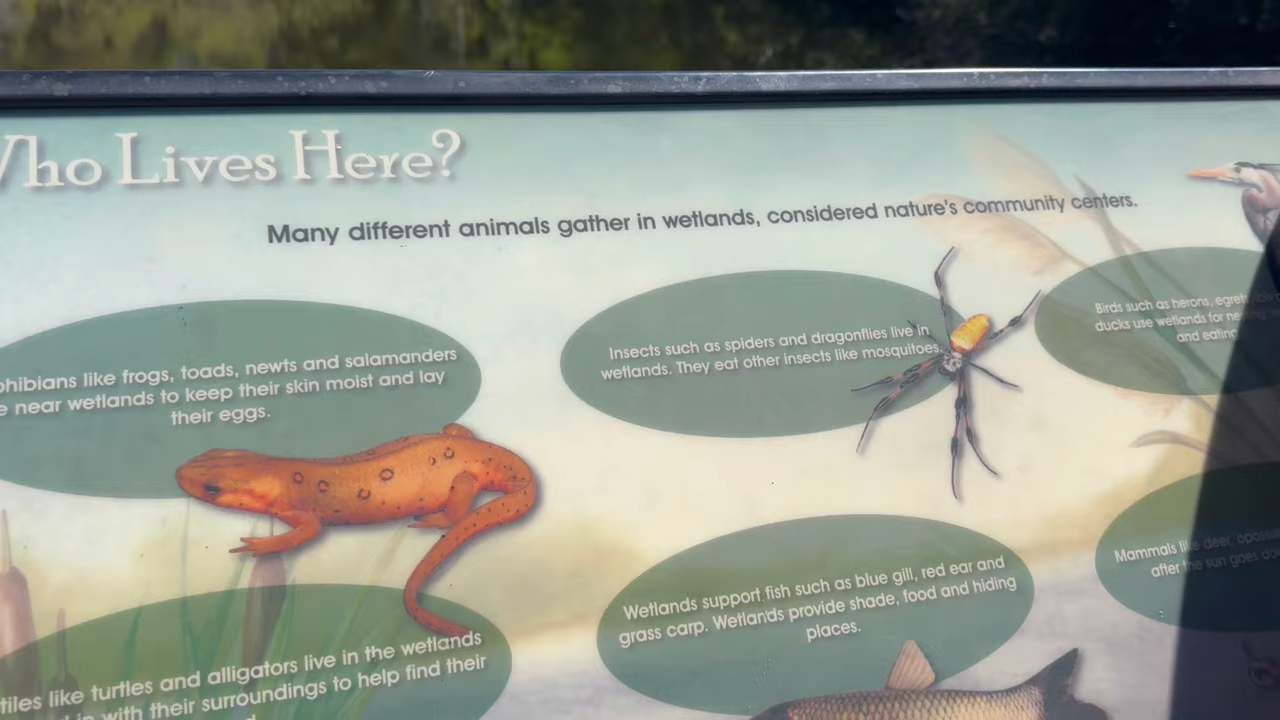 Who Lives Here?
Many different animals gather in wetlands, considered nature's community centers.
phibians like frogs, toads, newts and salamanders
e near wetlands to keep their skin moist and lay
their eggs.
Insects such as spiders and dragonflies live in
wetlands. They eat other insects like mosquitoes.
Birds such as herons, egrets
ducks use wetlands for
and eating
tiles like turtles and alligators live in the wetlands
in with their surroundings to help find their
Wetlands support fish such as blue gill, red ear and
grass carp. Wetlands provide shade, food and hiding
places.
Mammals like deer,
after the sun goes